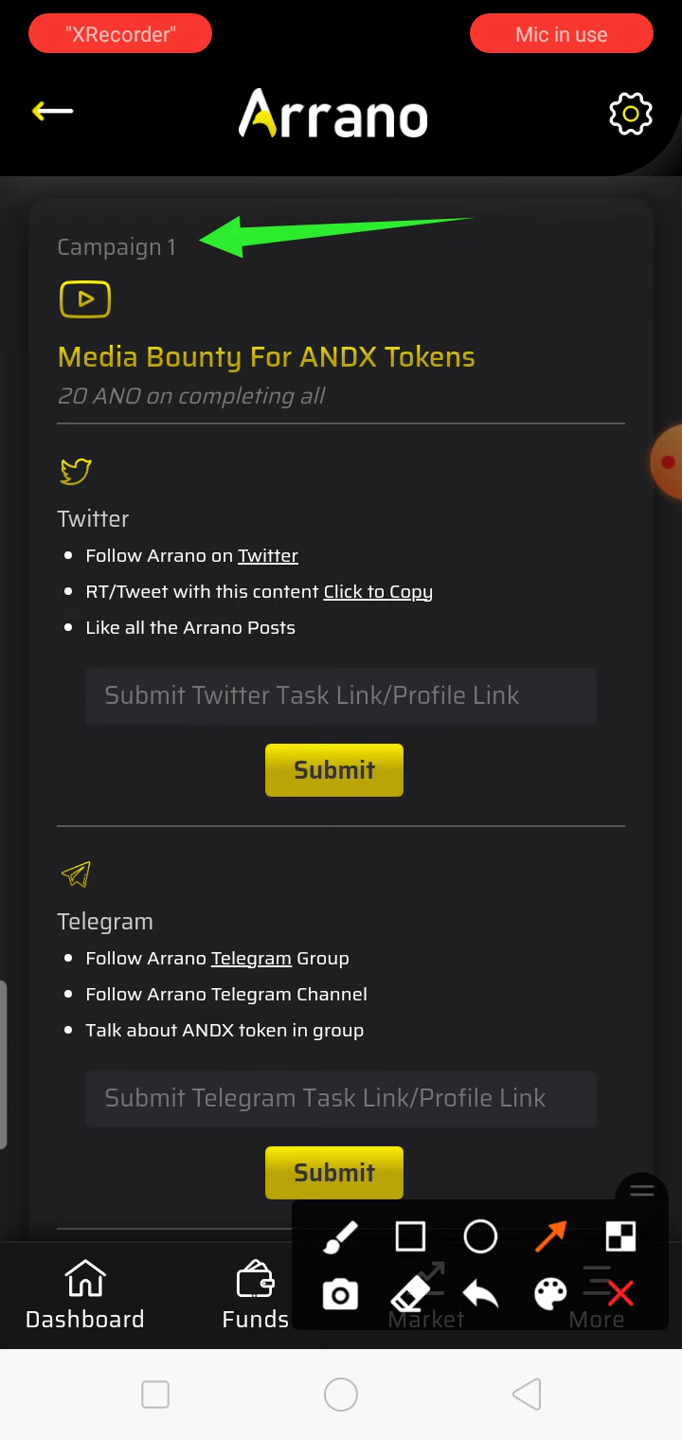 "XRecorder"
Mic in use
Arrano
Campaign 1
Media Bounty For ANDX Tokens
20 ANO on completing all
Twitter
Follow Arrano on Twitter
RT/Tweet with this content Click to Copy
Like all the Arrano Posts
Submit Twitter Task Link/Profile Link
Submit
Telegram
Follow Arrano Telegram Group
Follow Arrano Telegram Channel
Talk about ANDX token in group
Submit Telegram Task Link/Profile Link
Submit
Dashboard
Funds
Market
More